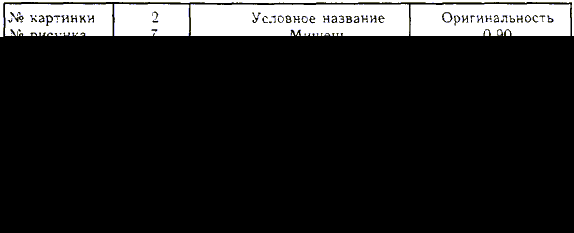 № картинки 2 Условное название Оригинальность
№ рисунка 7 0,90